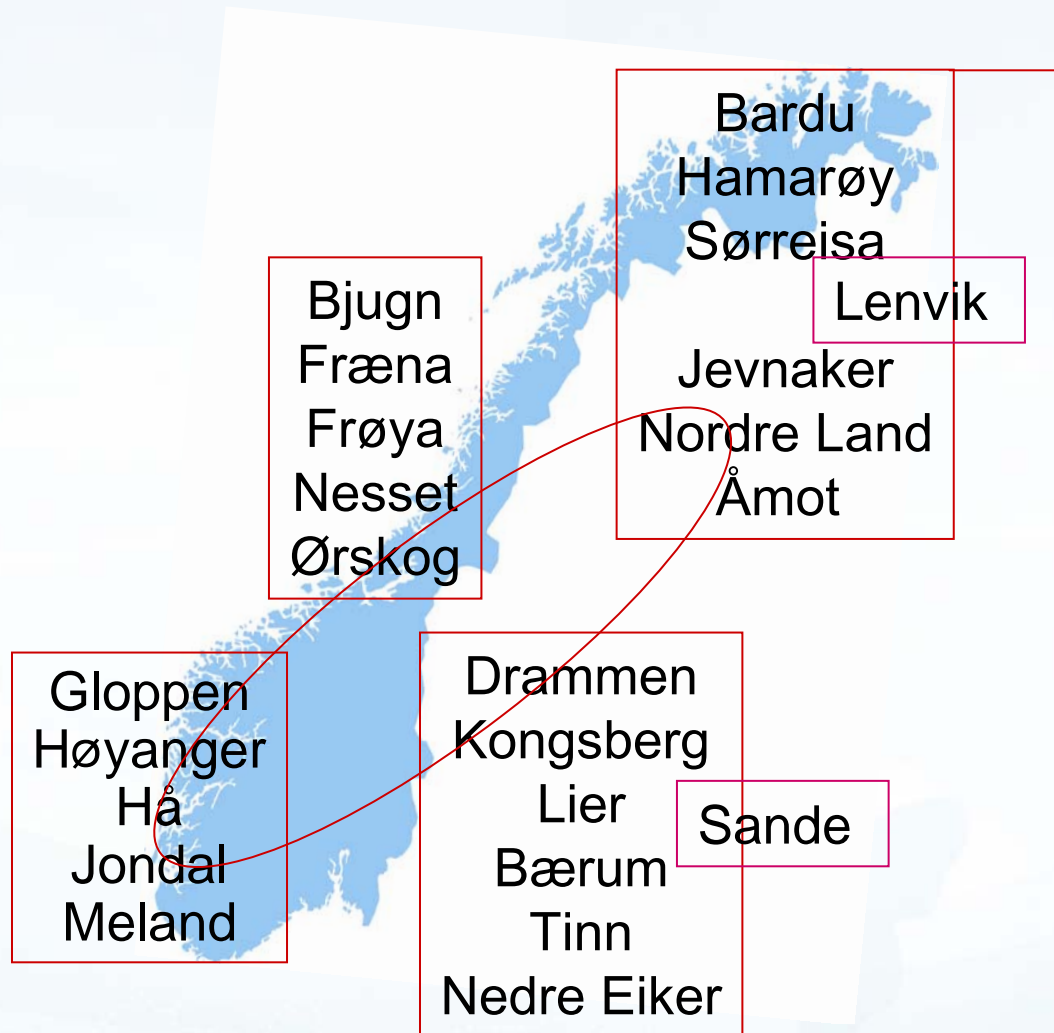 Bardu
Hamarøy
Sørreisa
Lenvik
Jevnaker
Nordre Land
Åmot
Bjugn
Fræna
Frøya
Nesset
Ørskog
Gloppen
Høyanger
Hå
Jondal
Meland
Drammen
Kongsberg
Lier
Sande
Bærum
Tinn
Nedre Eiker